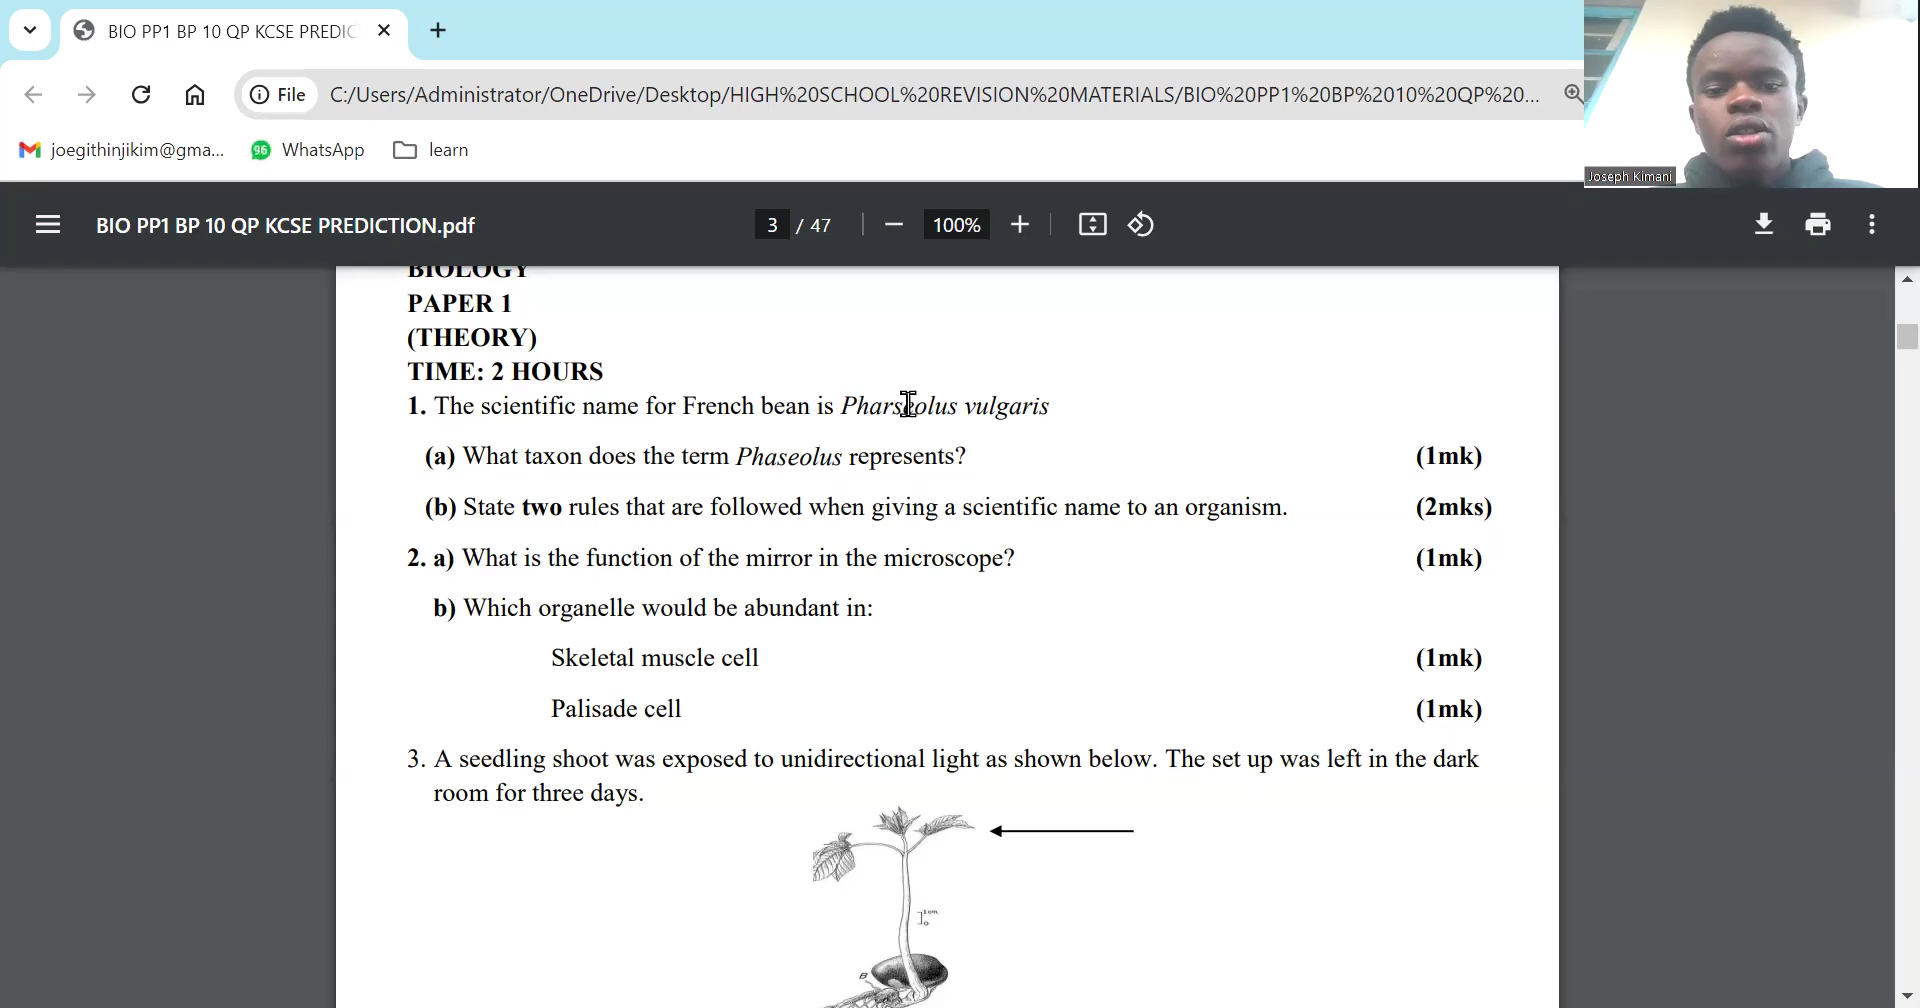 BIO PP1 BP 10 QP KCSE PREDIC
File
C:/Users/Administrator/OneDrive/Desktop/HIGH%20SCHOOL%20REVISION%20MATERIALS/BIO%20PP1%20BP%2010%20QP%20...
joegithinjikim@gma...
96
WhatsApp
learn
Joseph Kimani
BIO PP1 BP 10 QP KCSE PREDICTION.pdf
3 / 47
100%
BIOLOGY
PAPER 1
(THEORY)
TIME: 2 HOURS
1. The scientific name for French bean is Pharseolus vulgaris
(a) What taxon does the term Phaseolus represents? (1mk)
(b) State two rules that are followed when giving a scientific name to an organism. (2mks)
2. a) What is the function of the mirror in the microscope? (1mk)
b) Which organelle would be abundant in:
Skeletal muscle cell (1mk)
Palisade cell (1mk)
3. A seedling shoot was exposed to unidirectional light as shown below. The set up was left in the dark
room for three days.
1cm
0
B